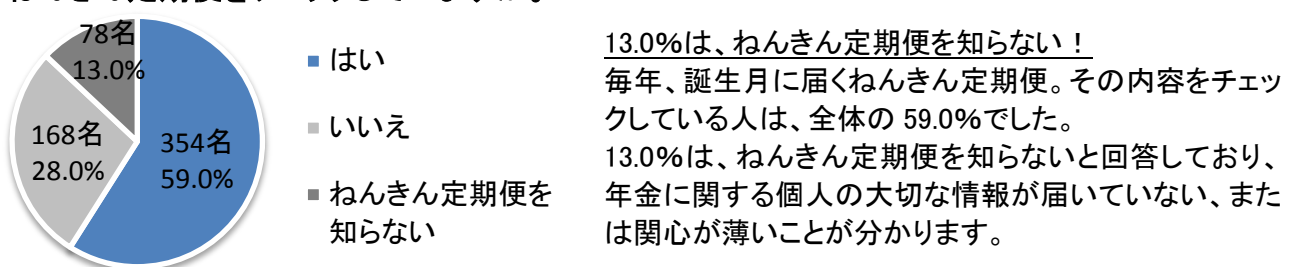 78名
13.0%
168名
28.0%
354名
59.0%
はい
いいえ
ねんきん定期便を
知らない
13.0%は、ねんきん定期便を知らない！
毎年、誕生月に届くねんきん定期便。その内容をチェッ
クしている人は、全体の 59.0%でした。
13.0%は、ねんきん定期便を知らないと回答しており、
年金に関する個人の大切な情報が届いていない、また
は関心が薄いことが分かります。